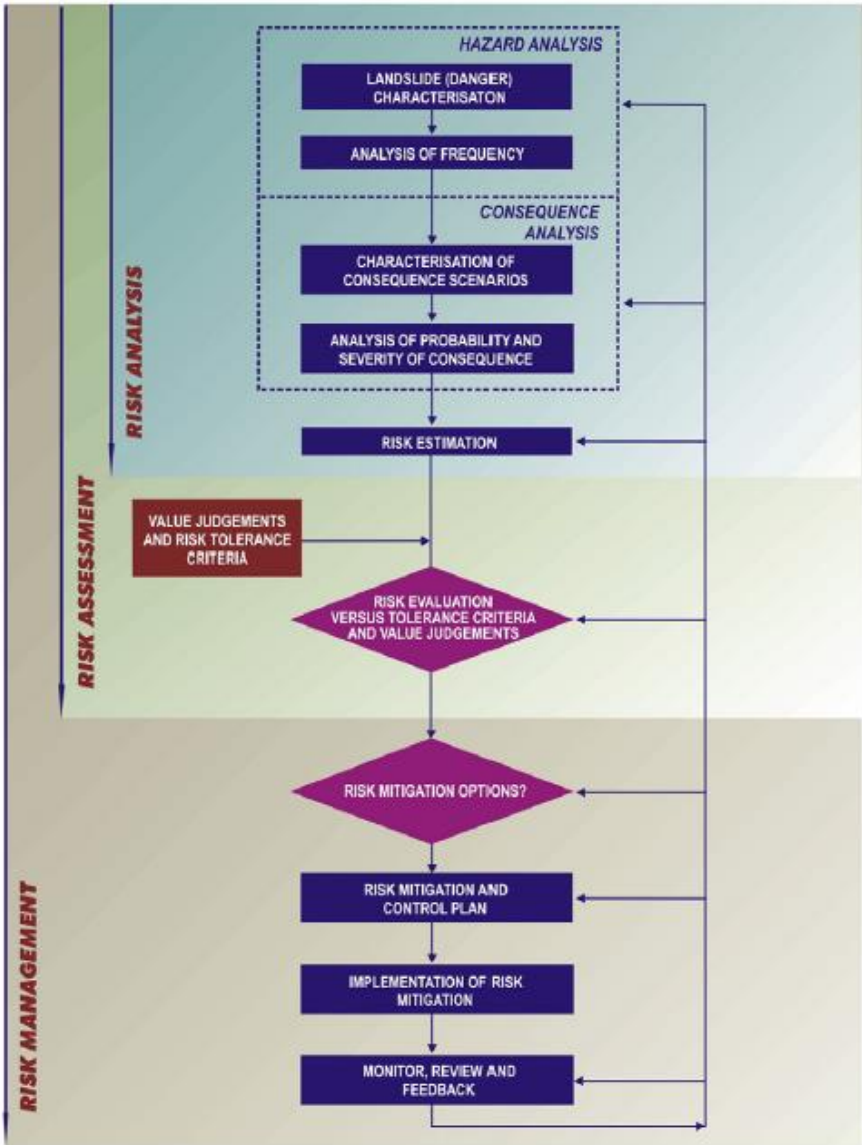 HAZARD ANALYSIS
LANDSLIDE (DANGER)
CHARACTERISATON
ANALYSIS OF FREQUENCY
CONSEQUENCE
ANALYSIS
CHARACTERISATION OF
CONSEQUENCE SCENARIOS
ANALYSIS OF PROBABILITY AND
SEVERITY OF CONSEQUENCE
RISK ANALYSIS
RISK ESTIMATION
VALUE JUDGEMENTS
AND RISK TOLERANCE
CRITERIA
RISK ASSESSMENT
RISK EVALUATION
VERSUS TOLERANCE CRITERIA
AND VALUE JUDGEMENTS
RISK MITIGATION OPTIONS?
RISK MITIGATION AND
CONTROL PLAN
RISK MANAGEMENT
IMPLEMENTATION OF RISK
MITIGATION
MONITOR, REVIEW AND
FEEDBACK